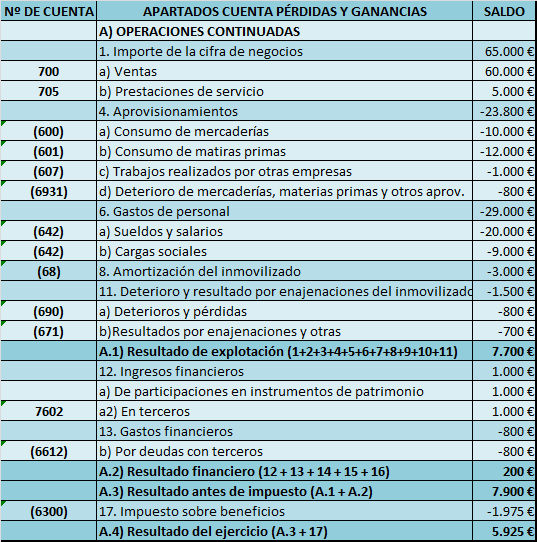 Nº DE CUENTA APARTADOS CUENTA PÉRDIDAS Y GANANCIAS SALDO
A) OPERACIONES CONTINUADAS
1. Importe de la cifra de negocios 65.000 €
700 a) Ventas 60.000 €
705 b) Prestaciones de servicio 5.000 €
4. Aprovisionamientos -23.800 €
(600) a) Consumo de mercaderías -10.000 €
(601) b) Consumo de matiras primas -12.000 €
(607) c) Trabajos realizados por otras empresas -1.000 €
(6931) d) Deterioro de mercaderías, materias primas y otros aprov. -800 €
6. Gastos de personal -29.000 €
(642) a) Sueldos y salarios -20.000 €
(642) b) Cargas sociales -9.000 €
(68) 8. Amortización del inmovilizado -3.000 €
11. Deterioro y resultado por enajenaciones del inmovilizado -1.500 €
(690) a) Deterioros y pérdidas -800 €
(671) b)Resultados por enajenaciones y otras -700 €
A.1) Resultado de explotación (1+2+3+4+5+6+7+8+9+10+11) 7.700 €
12. Ingresos financieros 1.000 €
a) De participaciones en instrumentos de patrimonio 1.000 €
7602 a2) En terceros 1.000 €
13. Gastos financieros -800 €
(6612) b) Por deudas con terceros -800 €
A.2) Resultado financiero (12 + 13 + 14 + 15 + 16) 200 €
A.3) Resultado antes de impuesto (A.1 + A.2) 7.900 €
(6300) 17. Impuesto sobre beneficios -1.975 €
A.4) Resultado del ejercicio (A.3 + 17) 5.925 €